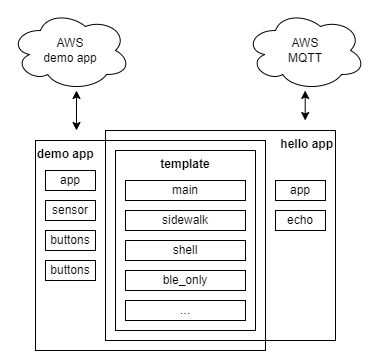 AWS
demo app
AWS
MQTT
demo app
app
sensor
buttons
buttons
template
main
sidewalk
shell
ble_only
...
hello app
app
echo